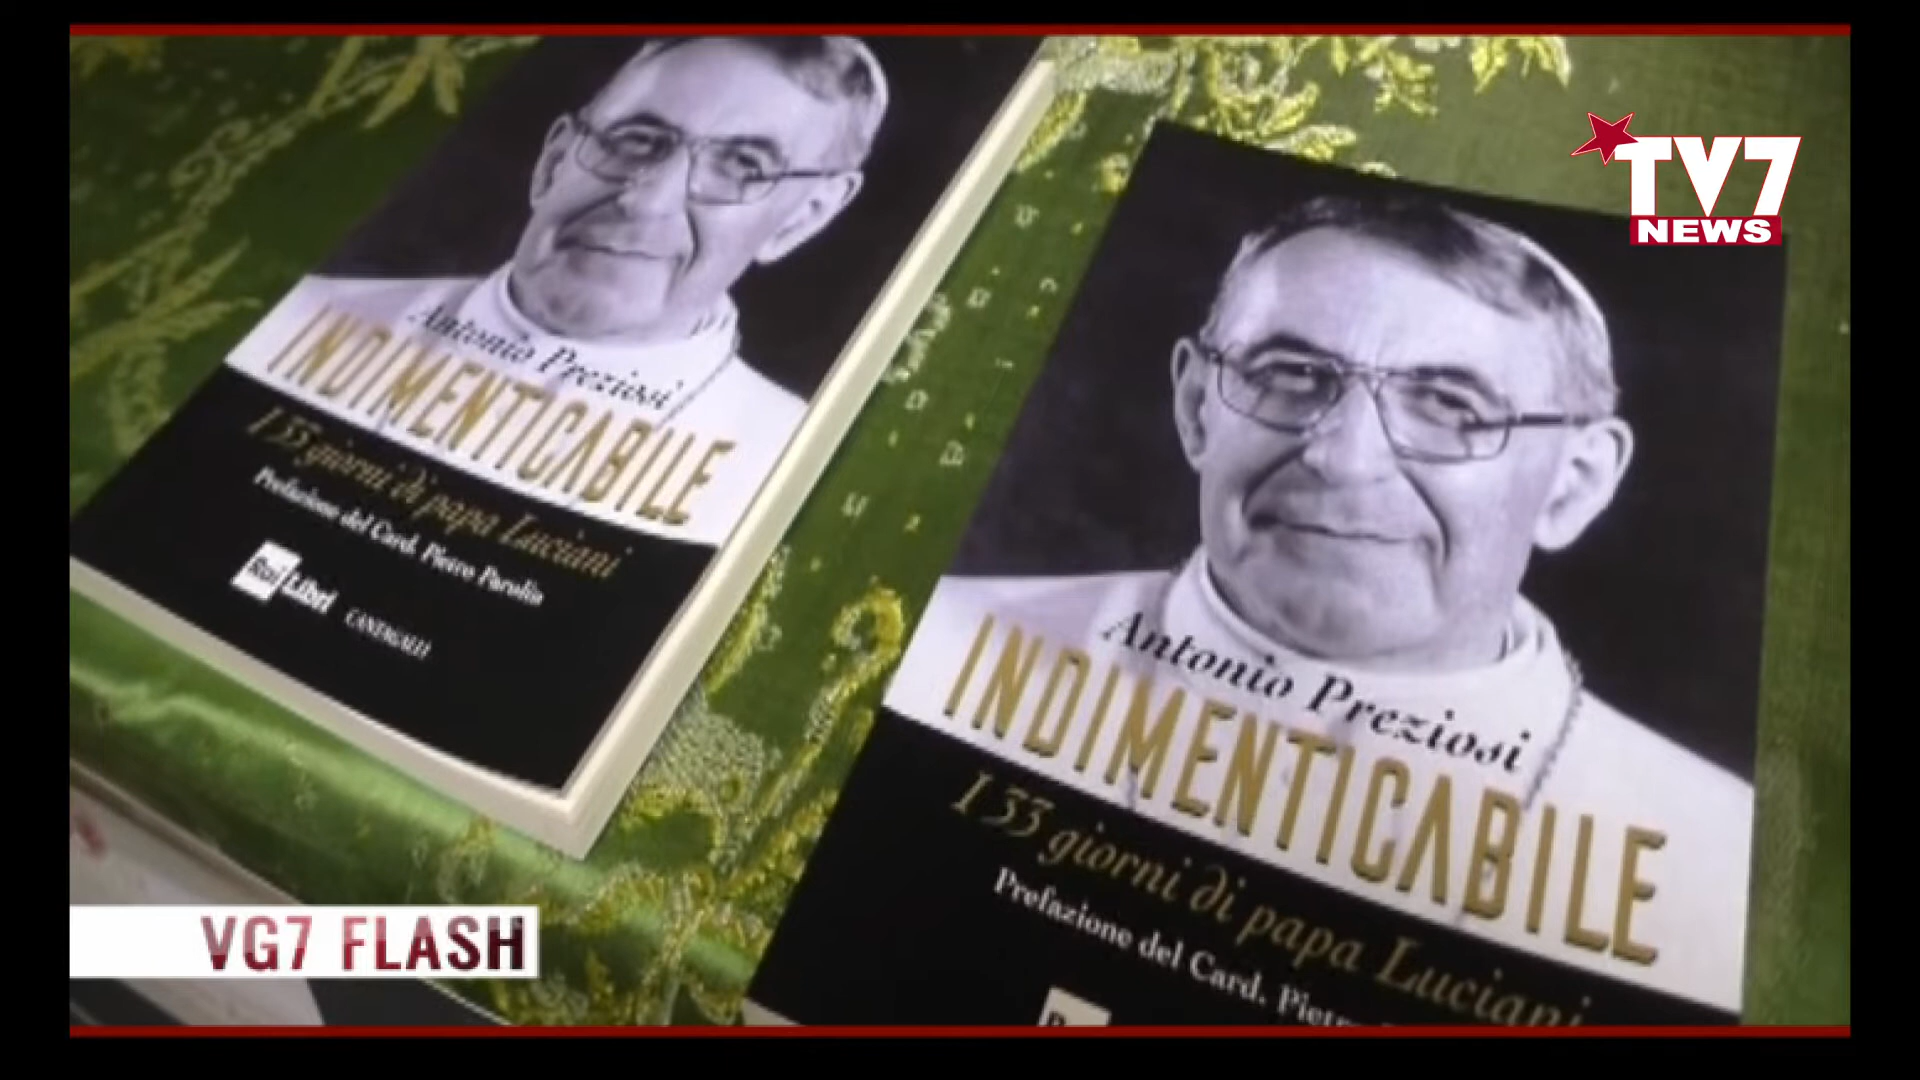 TV7
NEWS
Antonio Preziosi
INDIMENTICABILE
I 33 giorni di papa Luciani
Prefazione del Card. Pietro Parolin
Rai Libri
CANTAGALLI
Antonio Preziosi
INDIMENTICABILE
I 33 giorni di papa Luciani
Prefazione del Card. Pietr
VG7 FLASH